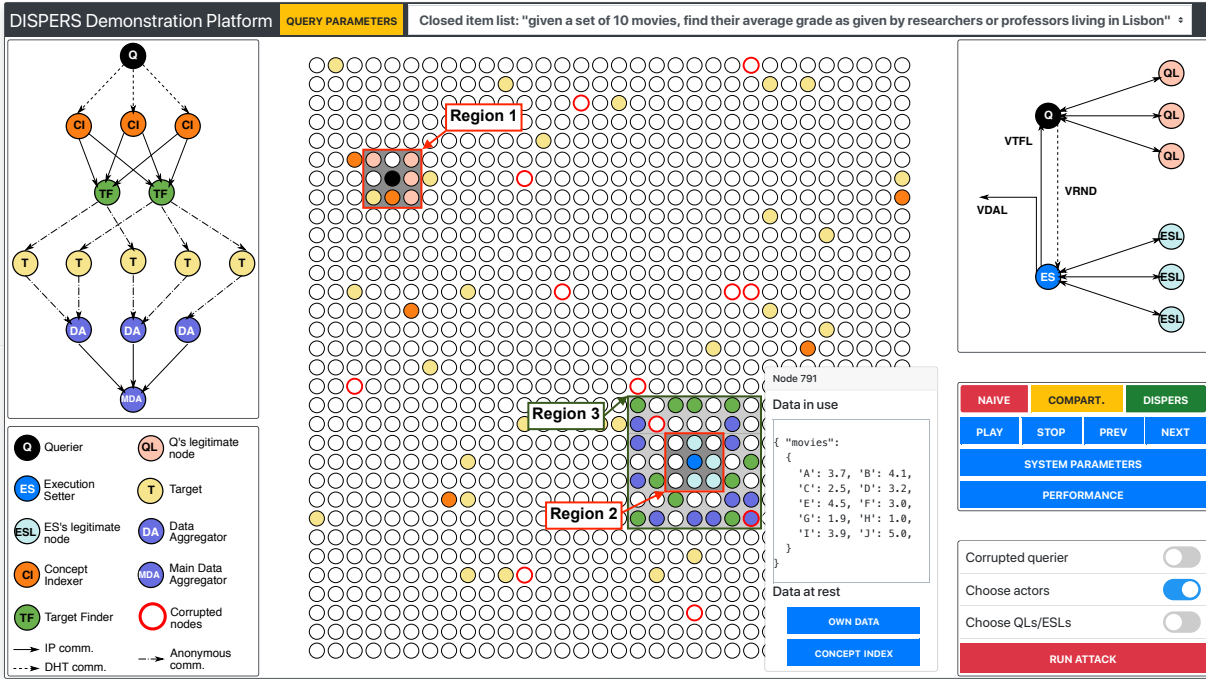 DISPERS Demonstration Platform
QUERY PARAMETERS
Closed item list: "given a set of 10 movies, find their average grade as given by researchers or professors living in Lisbon"
Q
CI
CI
CI
TF
TF
T
T
T
T
T
DA
DA
DA
MDA
Q
Querier
QL
Q's legitimate
node
ES
Execution
Setter
T
Target
ESL
ES's legitimate
node
DA
Data
Aggregator
CI
Concept
Indexer
MDA
Main Data
Aggregator
TF
Target Finder
Corrupted
nodes
IP comm.
DHT comm.
Anonymous
comm.
Region 1
Region 3
Region 2
Node 791
Data in use
{ "movies":
{
'A': 3.7, 'B': 4.1,
'C': 2.5, 'D': 3.2,
'E': 4.5, 'F': 3.0,
'G': 1.9, 'H': 1.0,
'I': 3.9, 'J': 5.0,
}
}
Data at rest
OWN DATA
CONCEPT INDEX
QL
QL
QL
Q
VTFL
VRND
VDAL
ES
ESL
ESL
ESL
NAIVE
COMPART.
DISPERS
PLAY
STOP
PREV
NEXT
SYSTEM PARAMETERS
PERFORMANCE
Corrupted querier
Choose actors
Choose QLs/ESLs
RUN ATTACK